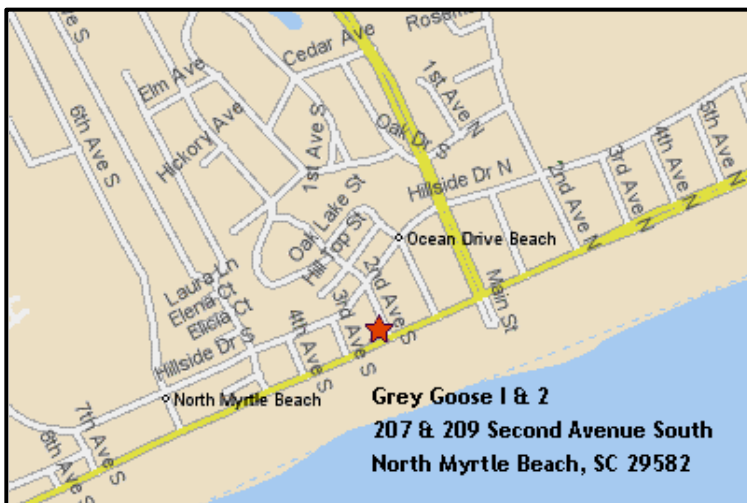 Cedar Ave
Rosem
Elm Ave
6th Ave S
Hickory Ave
1st Ave S
Oak Dr S
1st Ave N
Hillside Dr N
2nd Ave N
3rd Ave N
4th Ave N
5th Ave N
Oak Lake St
Hill Top St
Ocean Drive Beach
Laura Ln
Elena Ct
Elicia Ct
Hillside Dr S
2nd Ave S
3rd Ave S
4th Ave S
Main St
North Myrtle Beach
7th Ave S
8th Ave S
Grey Goose I & 2
207 & 209 Second Avenue South
North Myrtle Beach, SC 29582